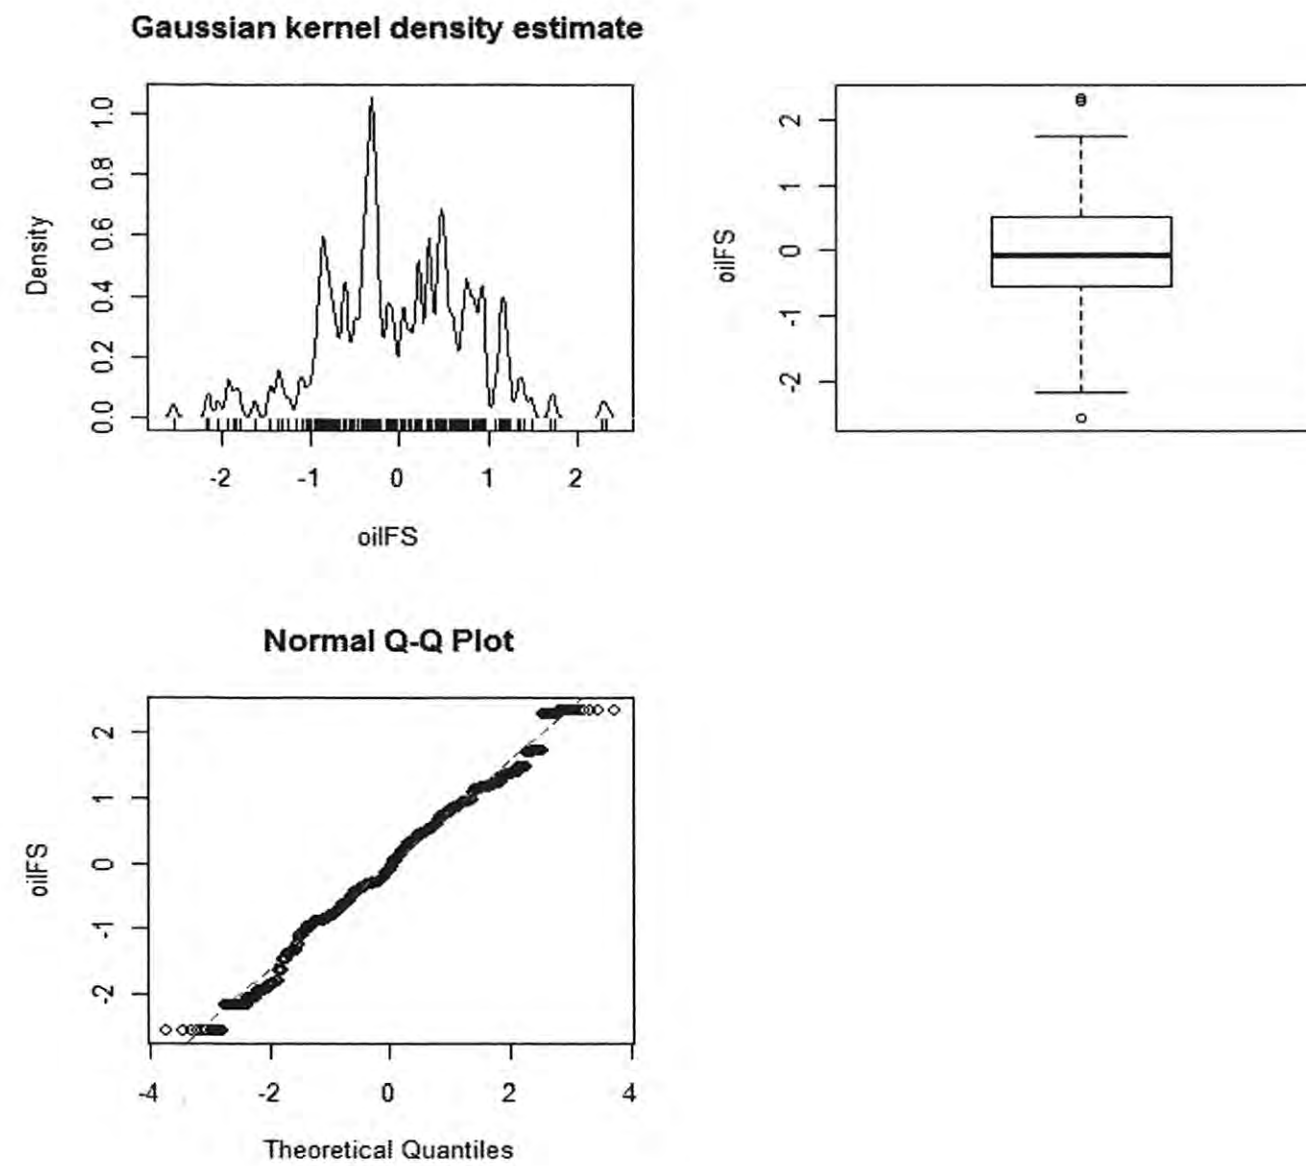 Gaussian kernel density estimate
Density
0.0 0.2 0.4 0.6 0.8 1.0
-2 -1 0 1 2
oilFS
oilFS
-2 -1 0 1 2
Normal Q-Q Plot
oilFS
-2 -1 0 1 2
-4 -2 0 2 4
Theoretical Quantiles